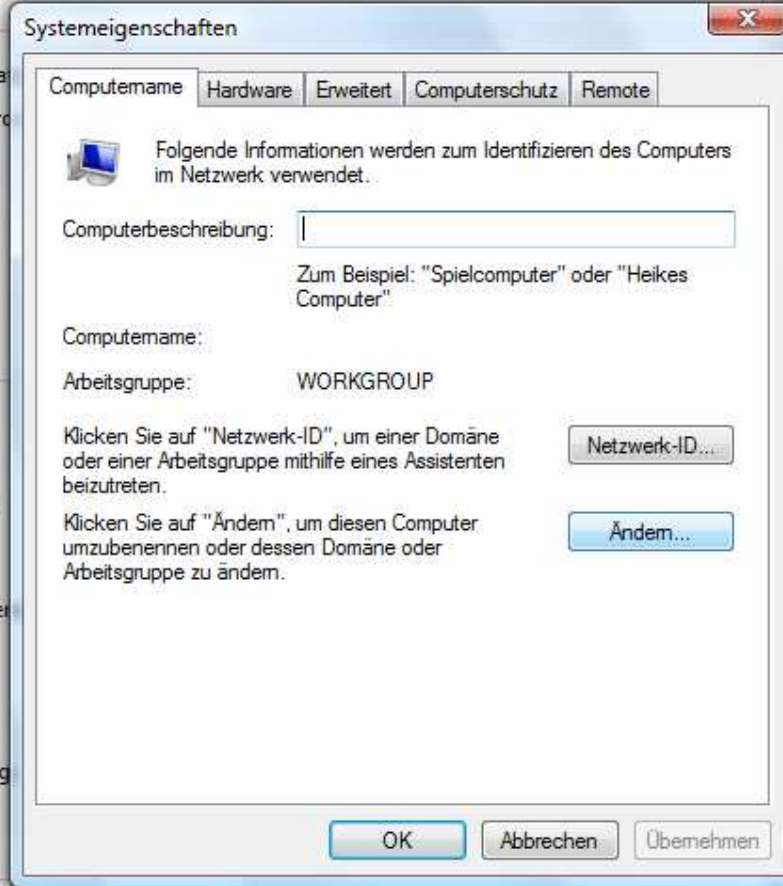 Systemeigenschaften
Computername Hardware Erweitert Computerschutz Remote
Folgende Informationen werden zum Identifizieren des Computers
im Netzwerk verwendet.
Computerbeschreibung:
Zum Beispiel: "Spielcomputer" oder "Heikes
Computer"
Computername:
Arbeitsgruppe: WORKGROUP
Klicken Sie auf "Netzwerk-ID", um einer Domäne
oder einer Arbeitsgruppe mithilfe eines Assistenten
beizutreten.
Netzwerk-ID...
Klicken Sie auf "Ändern", um diesen Computer
umzubenennen oder dessen Domäne oder
Arbeitsgruppe zu ändern.
Ändern...
OK Abbrechen Übernehmen